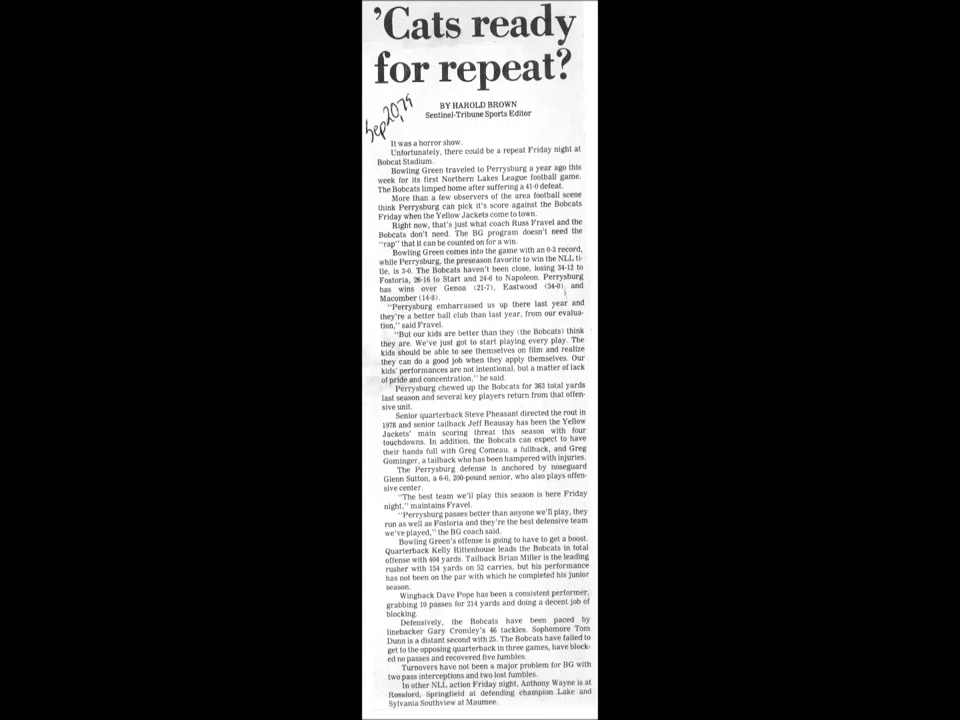 'Cats ready
for repeat?
Sep 20, 79
BY HAROLD BROWN
Sentinel-Tribune Sports Editor
It was a horror show.
Unfortunately, there could be a repeat Friday night at
Bobcat Stadium.
Bowling Green traveled to Perrysburg a year ago this
week for its first Northern Lakes League football game.
The Bobcats limped home after suffering a 41-0 defeat.
More than a few observers of the area football scene
think Perrysburg can pick it's score against the Bobcats
Friday when the Yellow Jackets come to town.
Right now, that's just what coach Russ Fravel and the
Bobcats don't need. The BG program doesn't need the
"rap" that it can be counted on for a win.
Bowling Green comes into the game with an 0-3 record,
while Perrysburg, the preseason favorite to win the NLL ti-
tle, is 3-0. The Bobcats haven't been close, losing 34-12 to
Fostoria, 26-16 to Start and 24-6 to Napoleon. Perrysburg
has wins over Genoa (21-7), Eastwood (34-0) and
Macomber (14-8).
"Perrysburg embarrassed us up there last year and
they're a better ball club than last year, from our evalua-
tion," said Fravel.
"But our kids are better than they (the Bobcats) think
they are. We've just got to start playing every play. The
kids should be able to see themselves on film and realize
they can do a good job when they apply themselves. Our
kids' performances are not intentional, but a matter of lack
of pride and concentration," he said.
Perrysburg chewed up the Bobcats for 363 total yards
last season and several key players return from that offen-
sive unit.
Senior quarterback Steve Pheasant directed the rout in
1978 and senior tailback Jeff Beausay has been the Yellow
Jackets' main scoring threat this season with four
touchdowns. In addition, the Bobcats can expect to have
their hands full with Greg Comeau, a fullback, and Greg
Gominger, a tailback who has been hampered with injuries.
The Perrysburg defense is anchored by noseguard
Glenn Sutton, a 6-0, 200-pound senior, who also plays offen-
sive center.
"The best team we'll play this season is here Friday
night," maintains Fravel.
"Perrysburg passes better than anyone we'll play, they
run as well as Fostoria and they're the best defensive team
we've played," the BG coach said.
Bowling Green's offense is going to have to get a boost.
Quarterback Kelly Rittenhouse leads the Bobcats in total
offense with 404 yards. Tailback Brian Miller is the leading
rusher with 154 yards on 52 carries, but his performance
has not been on the par with which he completed his junior
season.
Wingback Dave Pope has been a consistent performer,
grabbing 10 passes for 214 yards and doing a decent job of
blocking.
Defensively, the Bobcats have been paced by
linebacker Gary Cromley's 46 tackles. Sophomore Tom
Dunn is a distant second with 25. The Bobcats have failed to
get to the opposing quarterback in three games, have block-
ed no passes and recovered five fumbles.
Turnovers have not been a major problem for BG with
two pass interceptions and two lost fumbles.
In other NLL action Friday night, Anthony Wayne is at
Rossford, Springfield at defending champion Lake and
Sylvania Southview at Maumee.